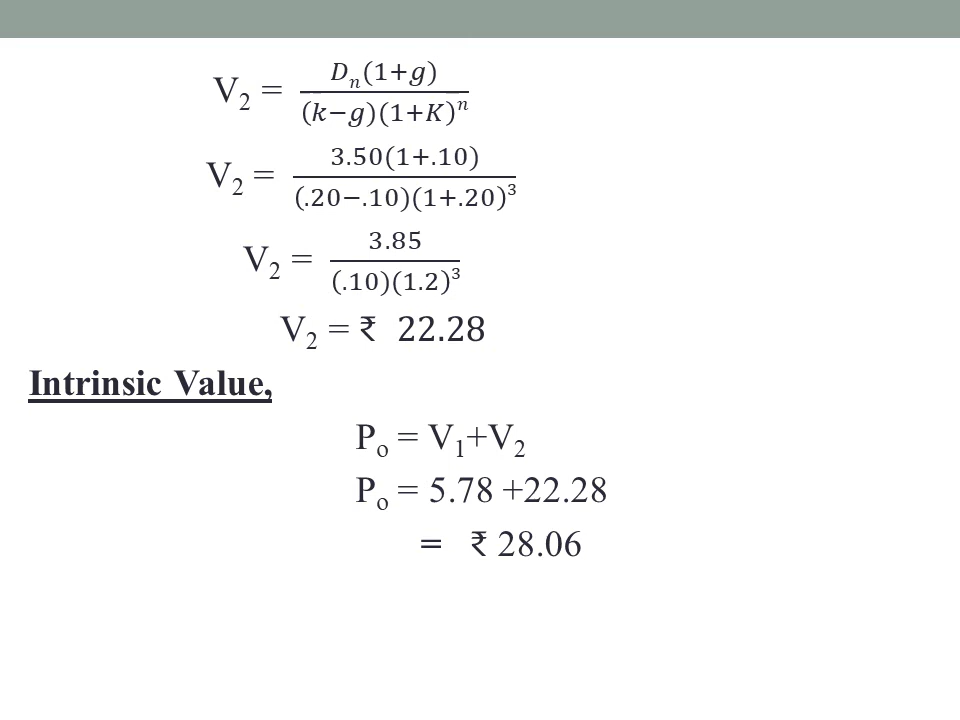 V₂ = Dₙ(1+g) / (k−g)(1+K)ⁿ
V₂ = 3.50(1+.10) / (.20−.10)(1+.20)³
V₂ = 3.85 / (.10)(1.2)³
V₂ = ₹ 22.28
Intrinsic Value,
Pₒ = V₁+V₂
Pₒ = 5.78 +22.28
= ₹ 28.06